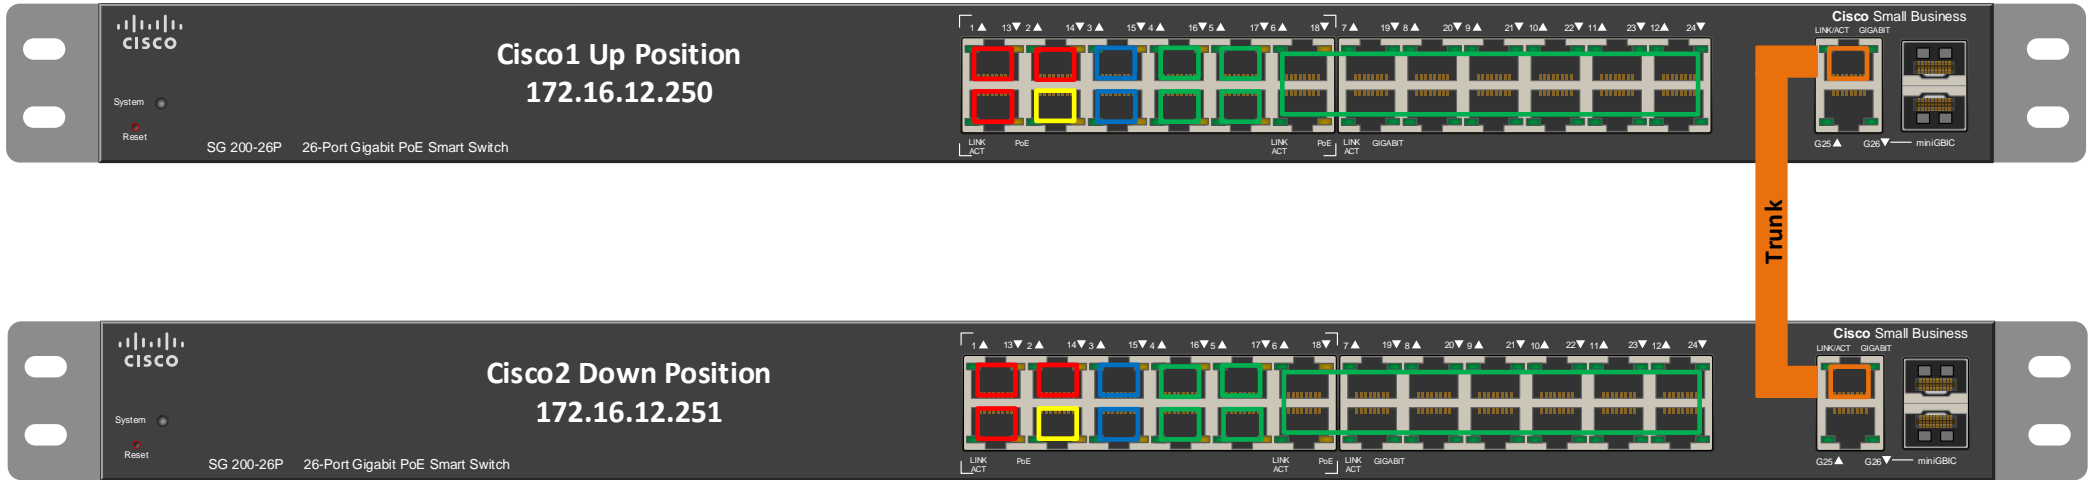 Cisco Small Business
LINK/ACT GIGABIT
1▲ 13▼ 2▲ 14▼ 3▲ 15▼ 4▲ 16▼ 5▲ 17▼ 6▲ 18▼ 7▲ 19▼ 8▲ 20▼ 9▲ 21▼ 10▲ 22▼ 11▲ 23▼ 12▲ 24▼
CISCO
Cisco1 Up Position
172.16.12.250
System
Reset
SG 200-26P 26-Port Gigabit PoE Smart Switch
LINK ACT PoE LINK ACT PoE LINK ACT GIGABIT
G25▲ G26▼ miniGBIC
Trunk
Cisco Small Business
LINK/ACT GIGABIT
1▲ 13▼ 2▲ 14▼ 3▲ 15▼ 4▲ 16▼ 5▲ 17▼ 6▲ 18▼ 7▲ 19▼ 8▲ 20▼ 9▲ 21▼ 10▲ 22▼ 11▲ 23▼ 12▲ 24▼
CISCO
Cisco2 Down Position
172.16.12.251
System
Reset
SG 200-26P 26-Port Gigabit PoE Smart Switch
LINK ACT PoE LINK ACT PoE LINK ACT GIGABIT
G25▲ G26▼ miniGBIC